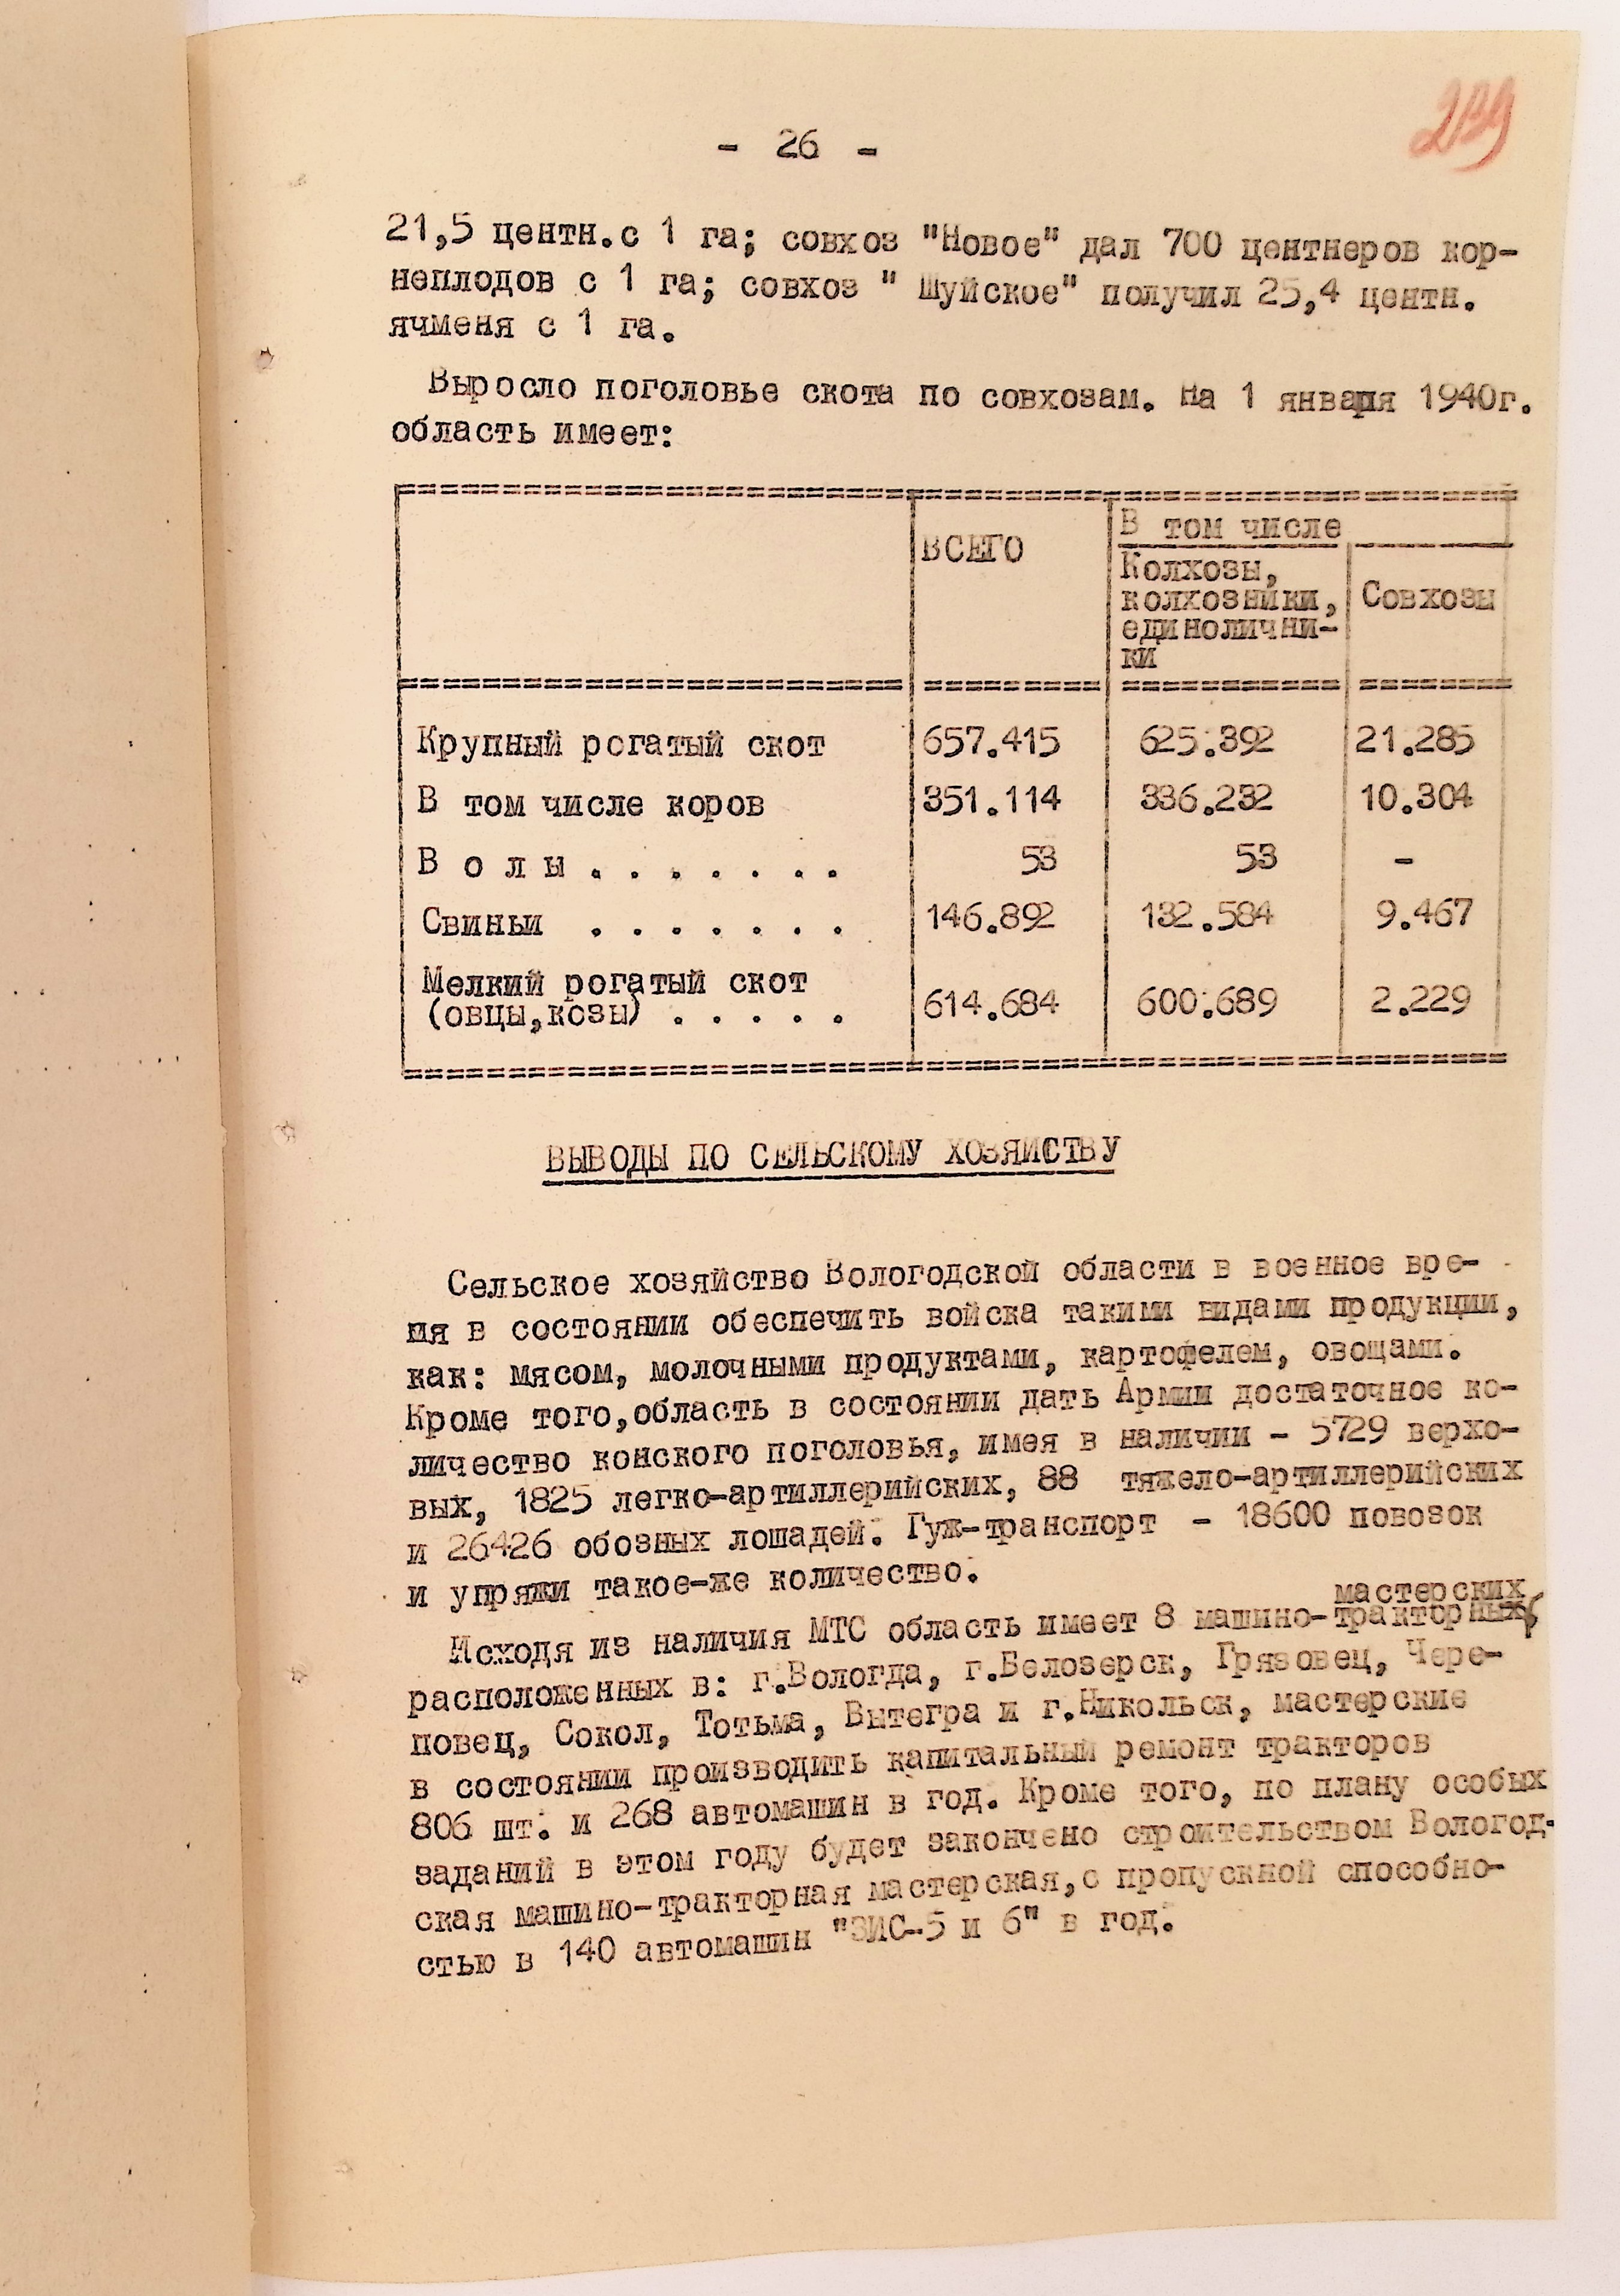 - 26 -
21,5 центн.с 1 га; совхоз "Новое" дал 700 центнеров кор-
неплодов с 1 га; совхоз " Шуйское" получил 25,4 центн.
ячменя с 1 га.
Выросло поголовье скота по совхозам. На 1 января 1940г.
область имеет:
ВСЕГО
В том числе
Колхозы,
колхозники,
единолични-
ки
Совхозы
Крупный рогатый скот 657.415 625.392 21.285
В том числе коров 351.114 336.232 10.304
В о л ы . . . . . . . 53 53 -
Свиньи . . . . . . . 146.892 132.584 9.467
Мелкий рогатый скот
(овцы,козы) . . . . . 614.684 600.689 2.229
ВЫВОДЫ ПО СЕЛЬСКОМУ ХОЗЯЙСТВУ
Сельское хозяйство Вологодской области в военное вре-
мя в состоянии обеспечить войска такими видами продукции,
как: мясом, молочными продуктами, картофелем, овощами.
Кроме того,область в состоянии дать Армии достаточное ко-
личество конского поголовья, имея в наличии - 5729 верхо-
вых, 1825 легко-артиллерийских, 88 тяжело-артиллерийских
и 26426 обозных лошадей. Гуж-транспорт - 18600 повозок
и упряжи такое-же количество.
мастерских
Исходя из наличия МТС область имеет 8 машино-тракторных
расположенных в: г.Вологда, г.Белозерск, Грязовец, Чере-
повец, Сокол, Тотьма, Вытегра и г.Никольск, мастерские
в состоянии производить капитальный ремонт тракторов
806 шт. и 268 автомашин в год. Кроме того, по плану особых
заданий в этом году будет закончено строительством Вологод-
ская машино-тракторная мастерская,с пропускной способно-
стью в 140 автомашин "ЗИС-5 и 6" в год.